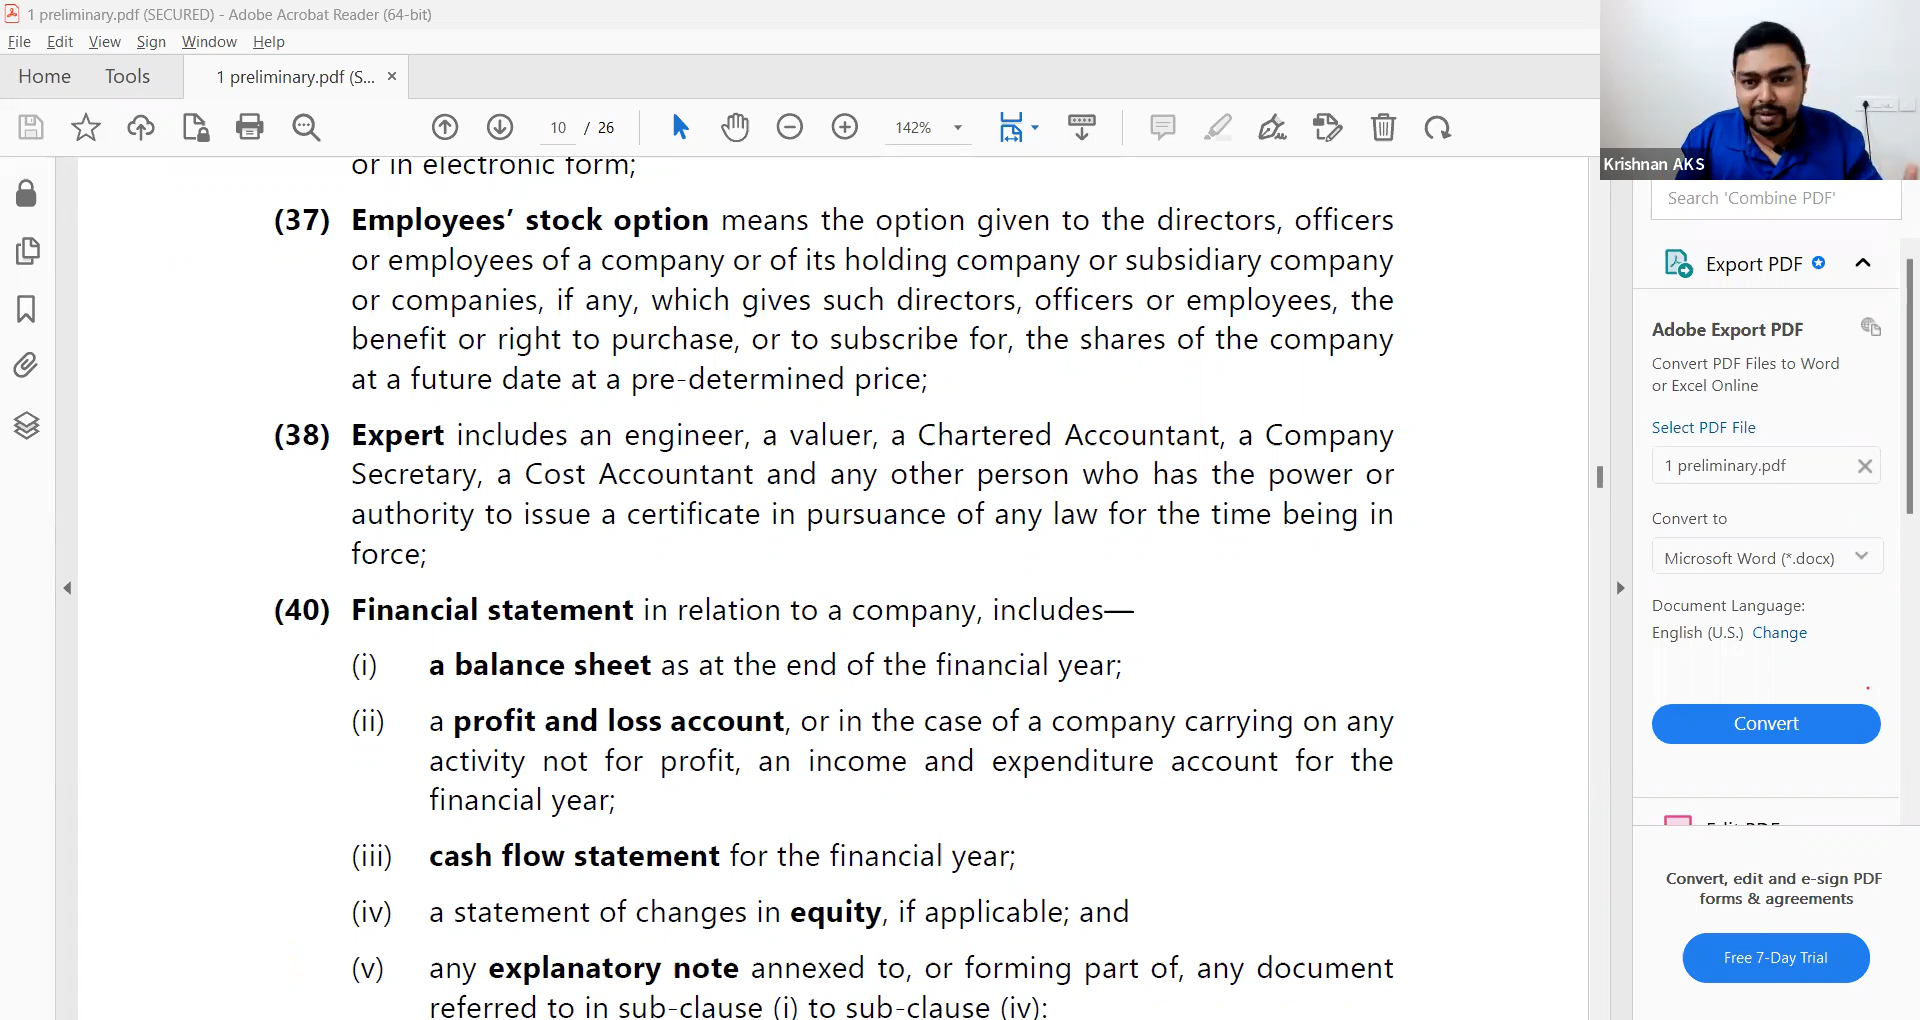 1 preliminary.pdf (SECURED) - Adobe Acrobat Reader (64-bit)
File Edit View Sign Window Help
Home Tools 1 preliminary.pdf (S... ×
10 / 26 142%
Krishnan AKS
or in electronic form;
(37) Employees’ stock option means the option given to the directors, officers
or employees of a company or of its holding company or subsidiary company
or companies, if any, which gives such directors, officers or employees, the
benefit or right to purchase, or to subscribe for, the shares of the company
at a future date at a pre-determined price;
(38) Expert includes an engineer, a valuer, a Chartered Accountant, a Company
Secretary, a Cost Accountant and any other person who has the power or
authority to issue a certificate in pursuance of any law for the time being in
force;
(40) Financial statement in relation to a company, includes—
(i) a balance sheet as at the end of the financial year;
(ii) a profit and loss account, or in the case of a company carrying on any
activity not for profit, an income and expenditure account for the
financial year;
(iii) cash flow statement for the financial year;
(iv) a statement of changes in equity, if applicable; and
(v) any explanatory note annexed to, or forming part of, any document
referred to in sub-clause (i) to sub-clause (iv):
Search 'Combine PDF'
Export PDF
Adobe Export PDF
Convert PDF Files to Word
or Excel Online
Select PDF File
1 preliminary.pdf
Convert to
Microsoft Word (*.docx)
Document Language:
English (U.S.) Change
Convert
Edit PDF
Convert, edit and e-sign PDF
forms & agreements
Free 7-Day Trial